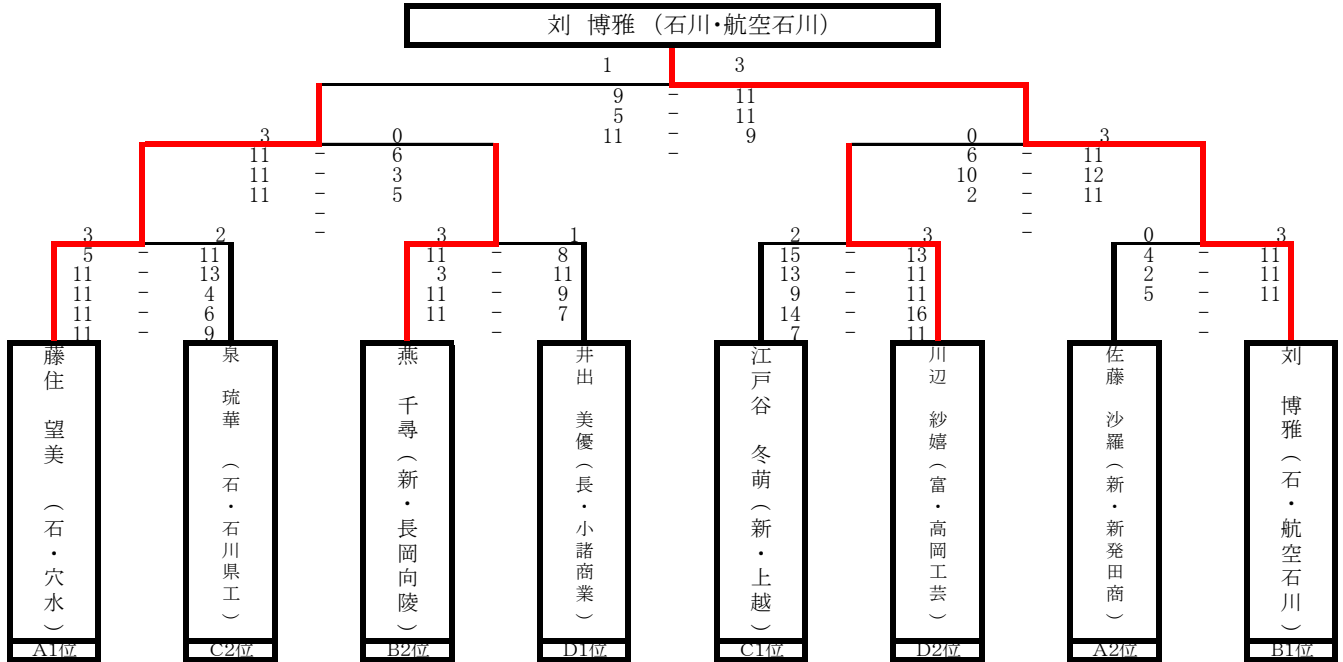 刘 博雅 （石川・航空石川）
1 3
9 － 11
5 － 11
11 － 9
－
3 0
11 － 6
11 － 3
11 － 5
－
－
0 3
6 － 11
10 － 12
2 － 11
－
－
3 2
5 － 11
11 － 13
11 － 4
11 － 6
11 － 9
3 1
11 － 8
3 － 11
11 － 9
11 － 7
－
2 3
15 － 13
13 － 11
9 － 11
14 － 16
7 － 11
0 3
4 － 11
2 － 11
5 － 11
－
－
藤住 望美 （石・穴水）
A1位
泉 琉華 （石・石川県工）
C2位
燕 千尋（新・長岡向陵）
B2位
井出 美優（長・小諸商業）
D1位
江戸谷 冬萌（新・上越）
C1位
川辺 紗嬉（富・高岡工芸）
D2位
佐藤 沙羅（新・新発田商）
A2位
刘 博雅（石・航空石川）
B1位